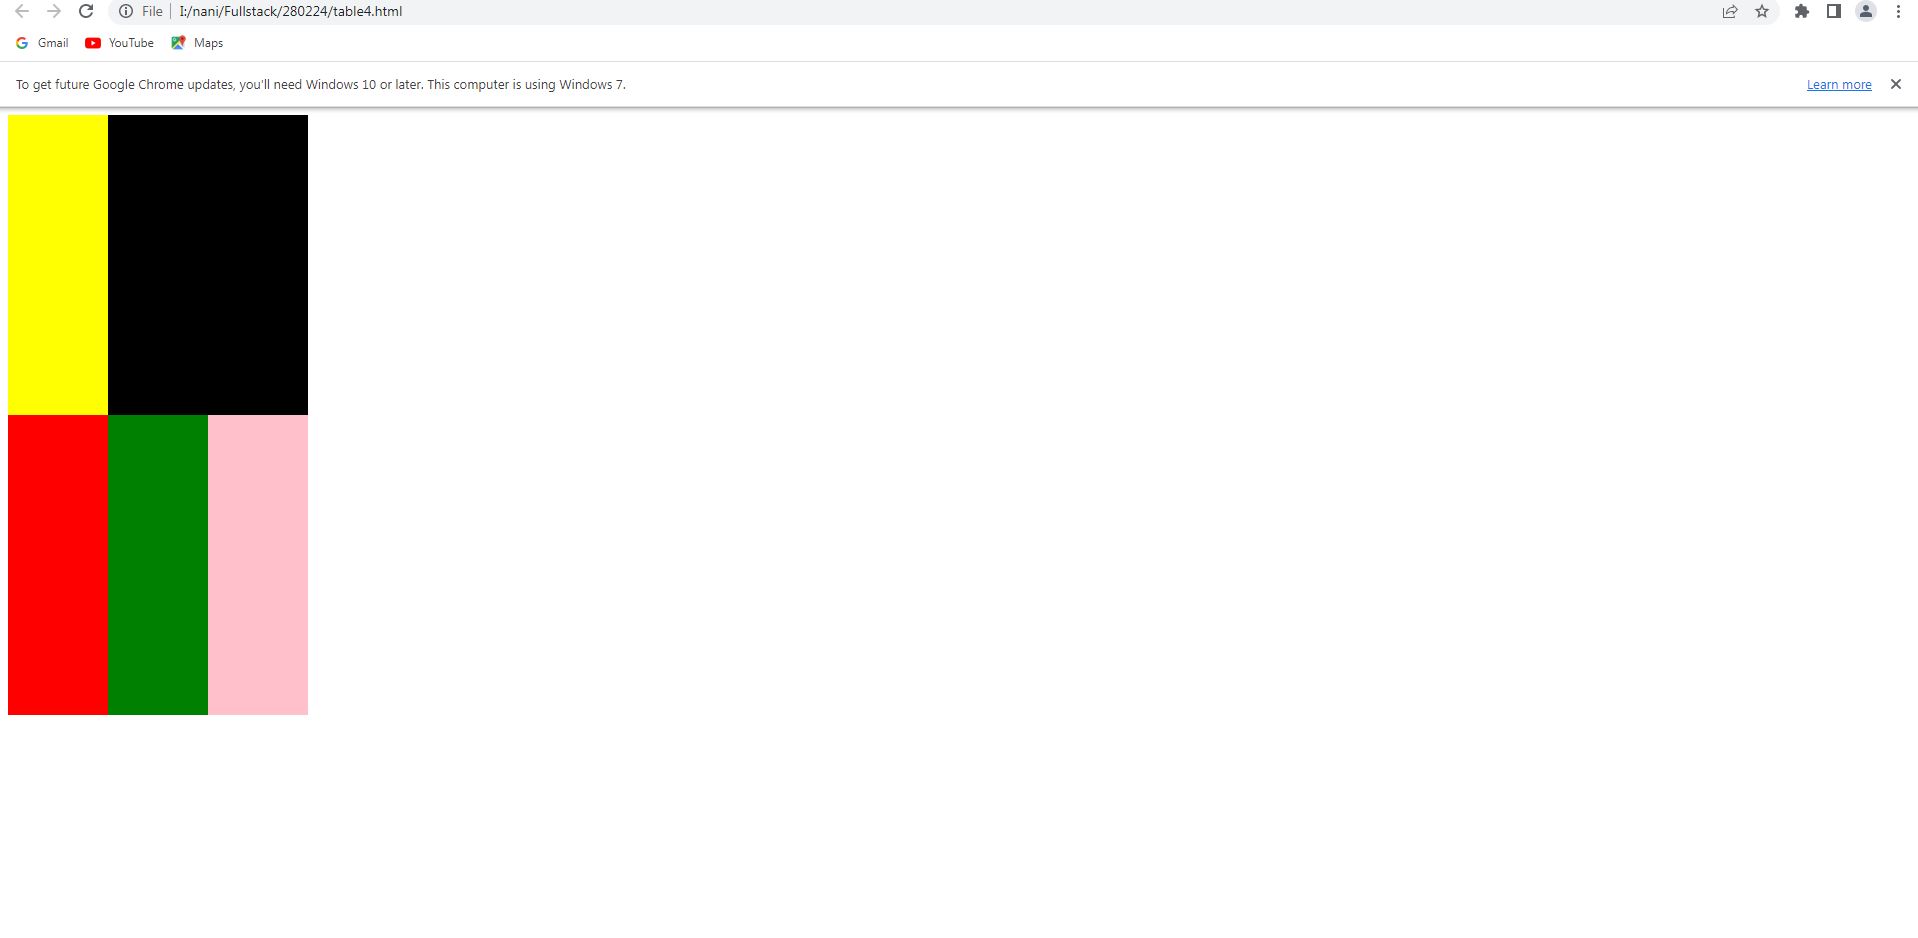 File | I:/nani/Fullstack/280224/table4.html
Gmail YouTube Maps
To get future Google Chrome updates, you'll need Windows 10 or later. This computer is using Windows 7. Learn more